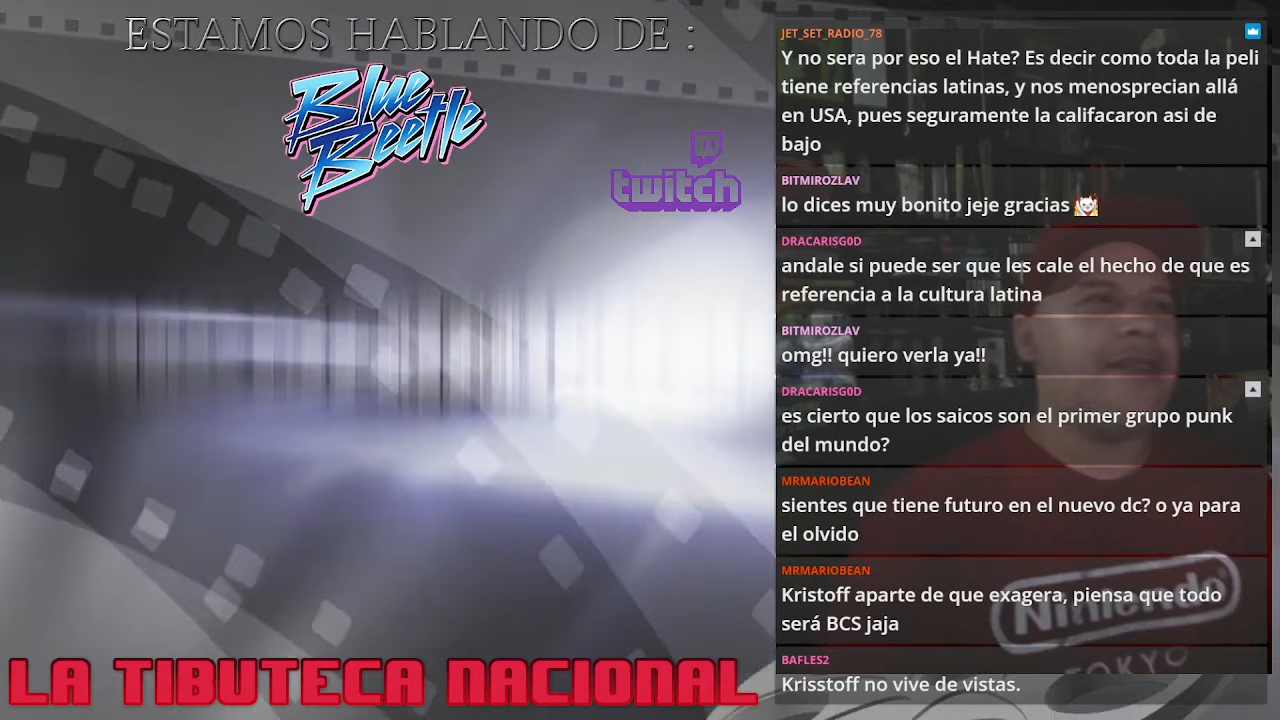 ESTAMOS HABLANDO DE :
Blue
Beetle
twitch
LA TIBUTECA NACIONAL
JET_SET_RADIO_78
Y no sera por eso el Hate? Es decir como toda la peli
tiene referencias latinas, y nos menosprecian allá
en USA, pues seguramente la califacaron asi de
bajo
BITMIROZLAV
lo dices muy bonito jeje gracias
DRACARISG0D
andale si puede ser que les cale el hecho de que es
referencia a la cultura latina
BITMIROZLAV
omg!! quiero verla ya!!
DRACARISG0D
es cierto que los saicos son el primer grupo punk
del mundo?
MRMARIOBEAN
sientes que tiene futuro en el nuevo dc? o ya para
el olvido
MRMARIOBEAN
Kristoff aparte de que exagera, piensa que todo
será BCS jaja
BAFLES2
Krisstoff no vive de vistas.
Nintendo
TOKYO